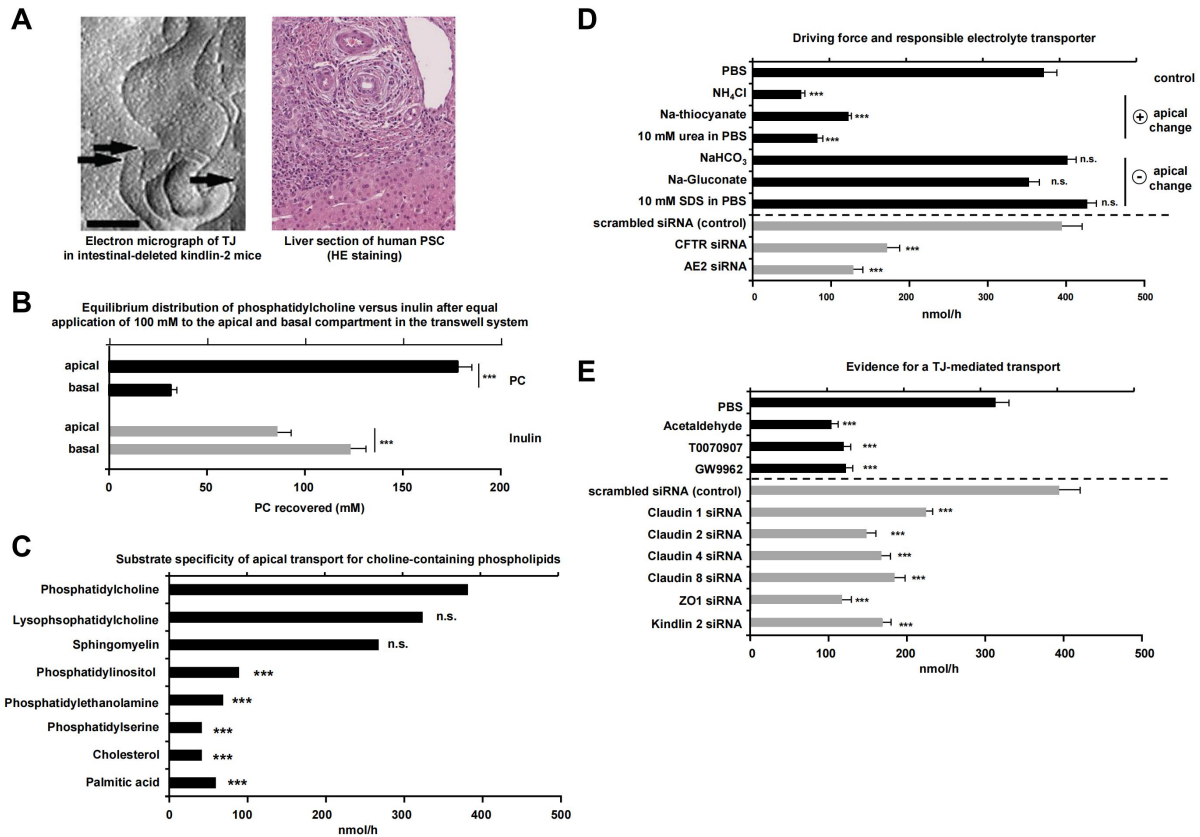 A
Electron micrograph of TJ
in intestinal-deleted kindlin-2 mice
Liver section of human PSC
(HE staining)
B
Equilibrium distribution of phosphatidylcholine versus inulin after equal
application of 100 mM to the apical and basal compartment in the transwell system
apical
***
PC
basal
apical
***
Inulin
basal
0 50 100 150 200
PC recovered (mM)
C
Substrate specificity of apical transport for choline-containing phospholipids
Phosphatidylcholine
Lysophsophatidylcholine n.s.
Sphingomyelin n.s.
Phosphatidylinositol ***
Phosphatidylethanolamine ***
Phosphatidylserine ***
Cholesterol ***
Palmitic acid ***
0 100 200 300 400 500
nmol/h
D
Driving force and responsible electrolyte transporter
PBS
control
NH4Cl ***
Na-thiocyanate ***
10 mM urea in PBS ***
+ apical
change
NaHCO3 n.s.
Na-Gluconate n.s.
10 mM SDS in PBS n.s.
- apical
change
scrambled siRNA (control)
CFTR siRNA ***
AE2 siRNA ***
0 100 200 300 400 500
nmol/h
E
Evidence for a TJ-mediated transport
PBS
Acetaldehyde ***
T0070907 ***
GW9962 ***
scrambled siRNA (control)
Claudin 1 siRNA ***
Claudin 2 siRNA ***
Claudin 4 siRNA ***
Claudin 8 siRNA ***
ZO1 siRNA ***
Kindlin 2 siRNA ***
0 100 200 300 400 500
nmol/h